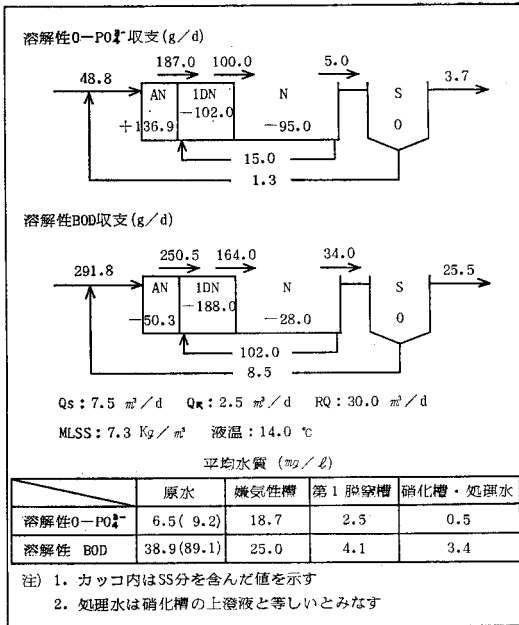 溶解性O−PO₄³⁻収支(g/d)
187.0 100.0 5.0 3.7
48.8
AN 1DN N S
+136.9 −102.0 −95.0 0
15.0
1.3
溶解性BOD収支(g/d)
250.5 164.0 34.0 25.5
291.8
AN 1DN N S
−50.3 −188.0 −28.0 0
102.0
8.5
Qs:7.5 m³/d QR:2.5 m³/d RQ:30.0 m³/d
MLSS:7.3 Kg/m³ 液温:14.0 ℃
平均水質 (mg/ℓ)
原水 嫌気性槽 第1脱窒槽 硝化槽・処理水
溶解性O−PO₄³⁻ 6.5( 9.2) 18.7 2.5 0.5
溶解性 BOD 38.9(89.1) 25.0 4.1 3.4
注) 1. カッコ内はSS分を含んだ値を示す
2. 処理水は硝化槽の上澄液と等しいとみなす